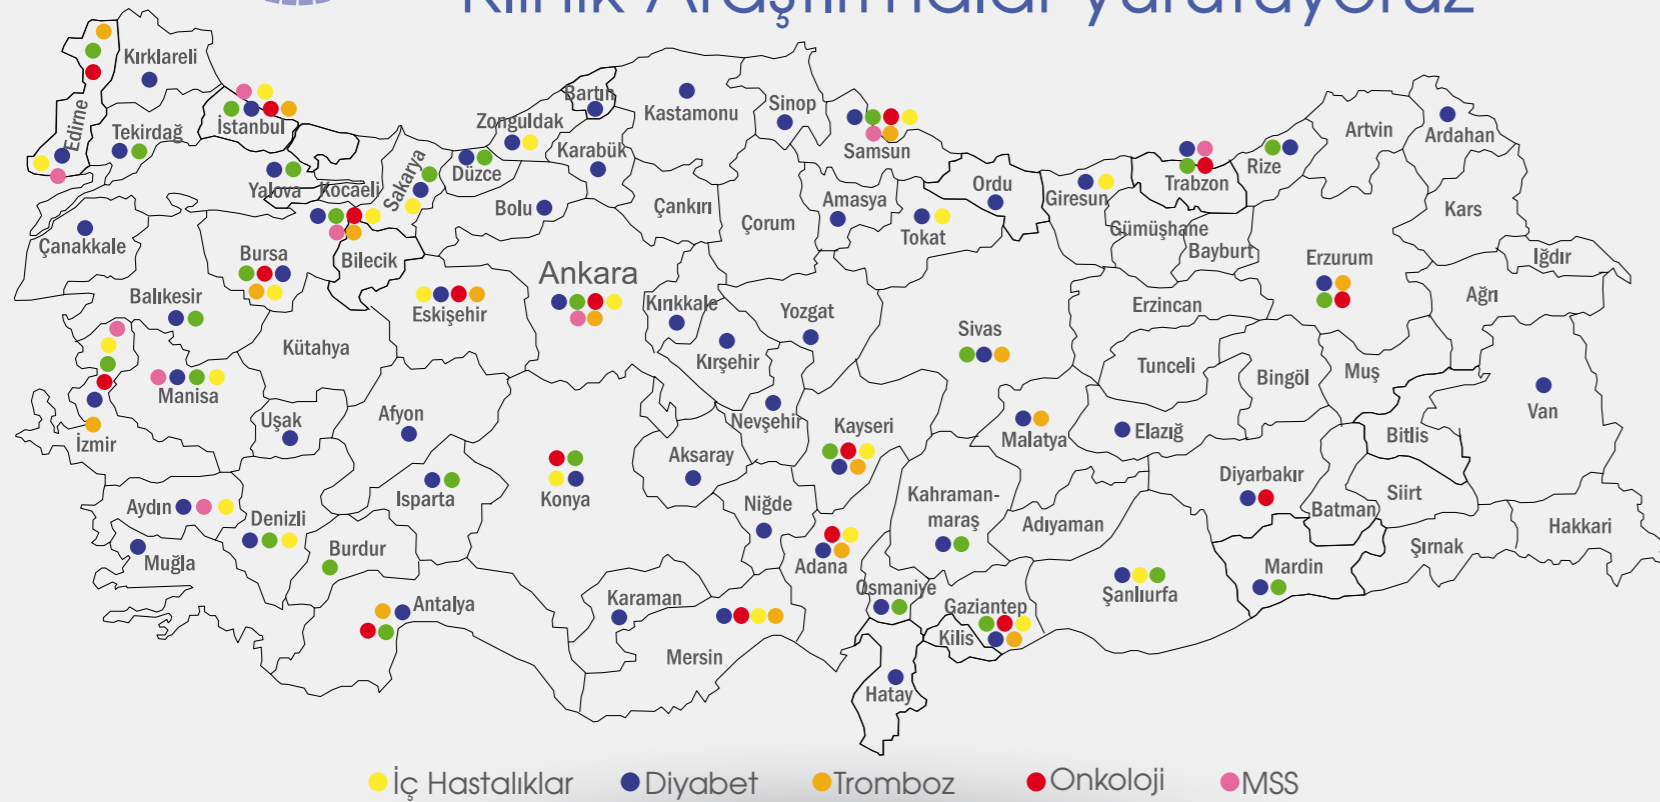 Klinik Araştırmalar yürütüyoruz
Kırklareli
Edirne
Tekirdağ
İstanbul
Yalova
Kocaeli
Sakarya
Düzce
Zonguldak
Bartın
Karabük
Bolu
Kastamonu
Sinop
Samsun
Çankırı
Çorum
Amasya
Tokat
Ordu
Giresun
Gümüşhane
Bayburt
Trabzon
Rize
Artvin
Ardahan
Kars
Iğdır
Ağrı
Erzurum
Erzincan
Çanakkale
Bursa
Bilecik
Balıkesir
Eskişehir
Ankara
Kırıkkale
Kırşehir
Yozgat
Sivas
Tunceli
Bingöl
Muş
Van
Bitlis
Kütahya
Manisa
İzmir
Uşak
Afyon
Nevşehir
Kayseri
Malatya
Elazığ
Aksaray
Konya
Isparta
Niğde
Kahraman-
maraş
Adıyaman
Diyarbakır
Batman
Siirt
Hakkari
Şırnak
Mardin
Şanlıurfa
Aydın
Denizli
Muğla
Burdur
Antalya
Karaman
Mersin
Adana
Osmaniye
Gaziantep
Kilis
Hatay
İç Hastalıklar Diyabet Tromboz Onkoloji MSS